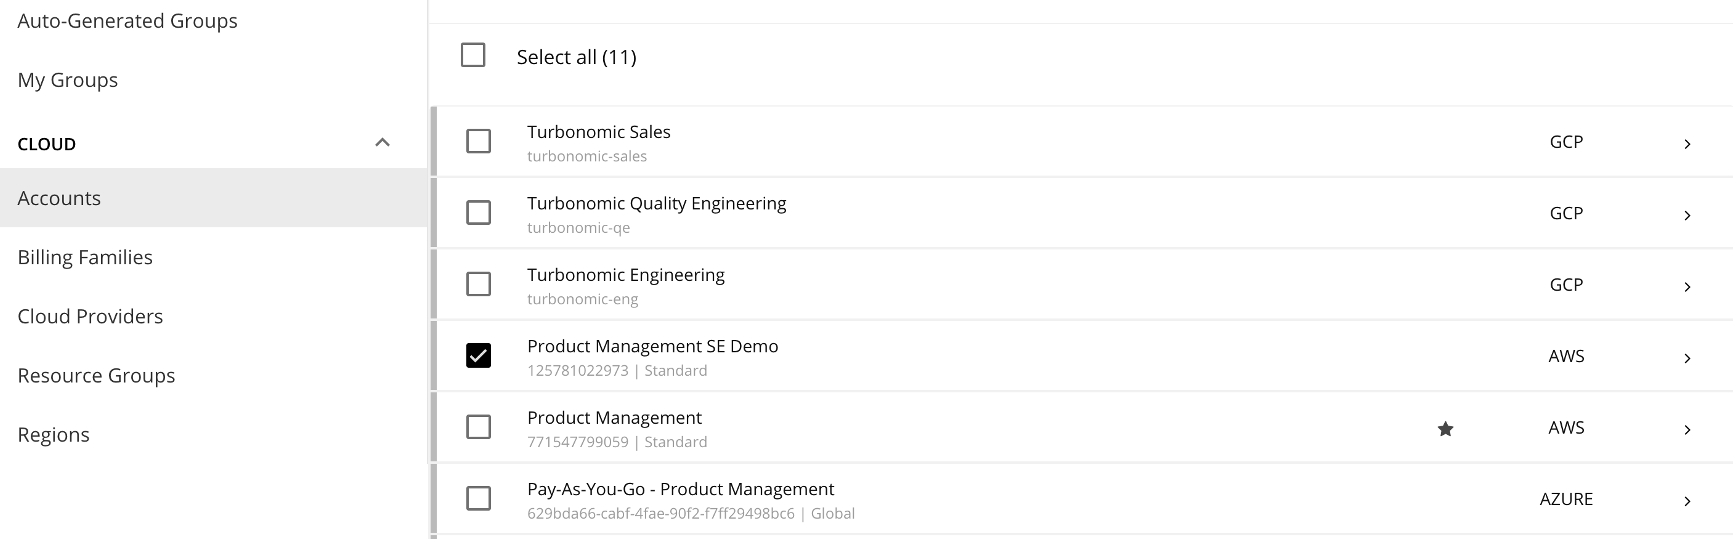 Auto-Generated Groups
My Groups
CLOUD
Accounts
Billing Families
Cloud Providers
Resource Groups
Regions
Select all (11)
Turbonomic Sales
turbonomic-sales
GCP
Turbonomic Quality Engineering
turbonomic-qe
GCP
Turbonomic Engineering
turbonomic-eng
GCP
Product Management SE Demo
125781022973 | Standard
AWS
Product Management
771547799059 | Standard
AWS
Pay-As-You-Go - Product Management
629bda66-cabf-4fae-90f2-f7ff29498bc6 | Global
AZURE